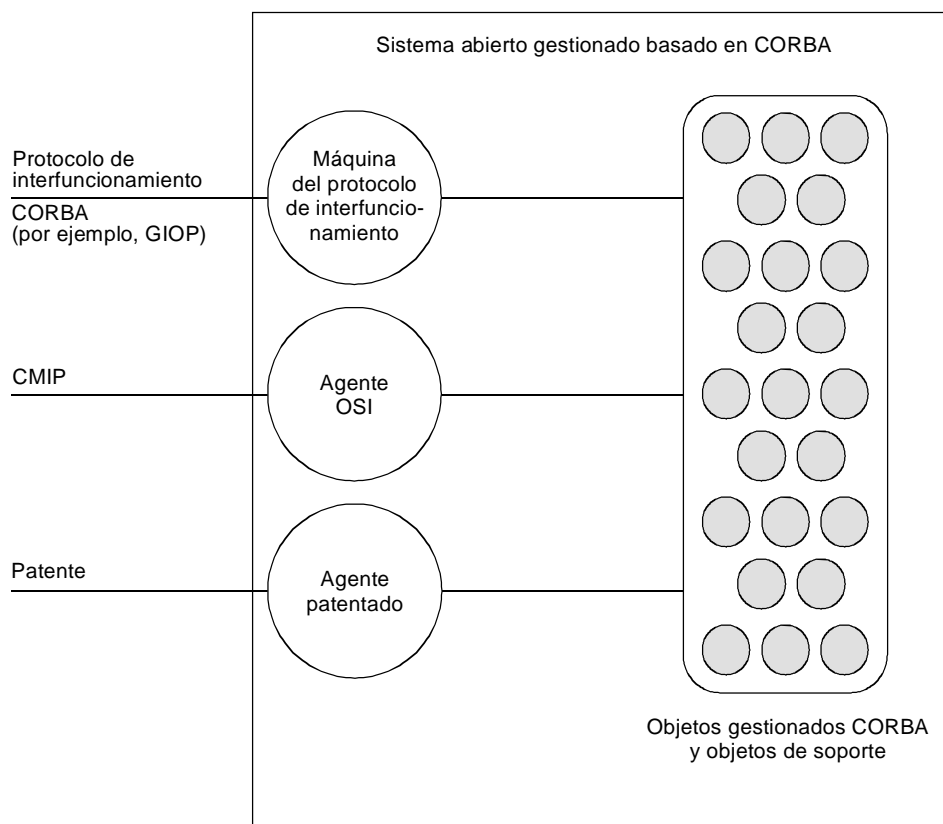 Sistema abierto gestionado basado en CORBA
Protocolo de
interfuncionamiento
CORBA
(por ejemplo, GIOP)
Máquina
del protocolo
de interfuncio-
namiento
CMIP
Agente
OSI
Patente
Agente
patentado
Objetos gestionados CORBA
y objetos de soporte